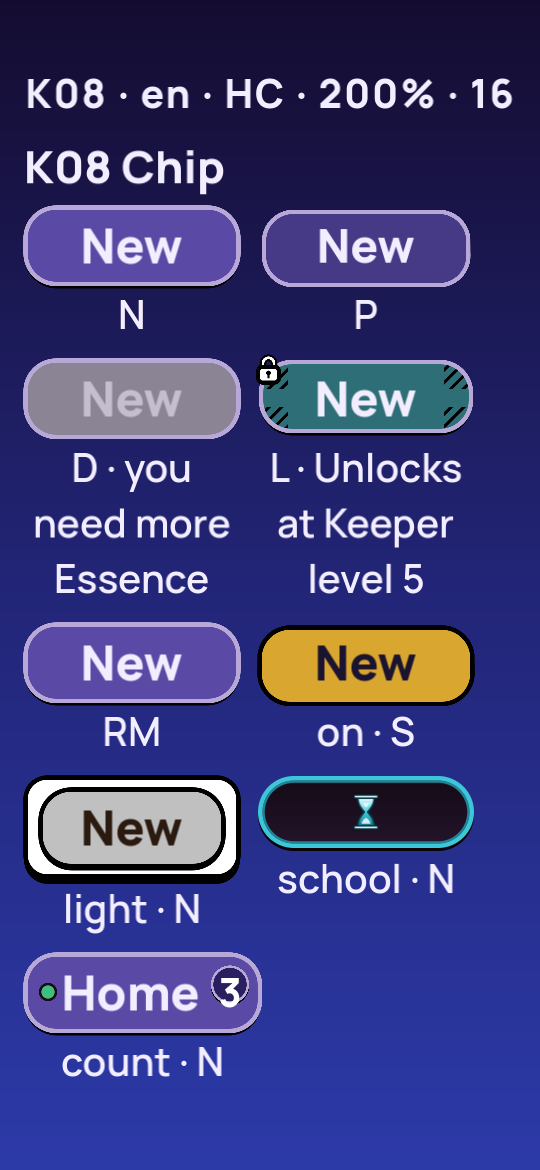 K08 · en · HC · 200% · 16
K08 Chip
New
New
N
P
New
New
D · you
need more
Essence
L · Unlocks
at Keeper
level 5
New
New
RM
on · S
New
light · N
school · N
Home 3
count · N